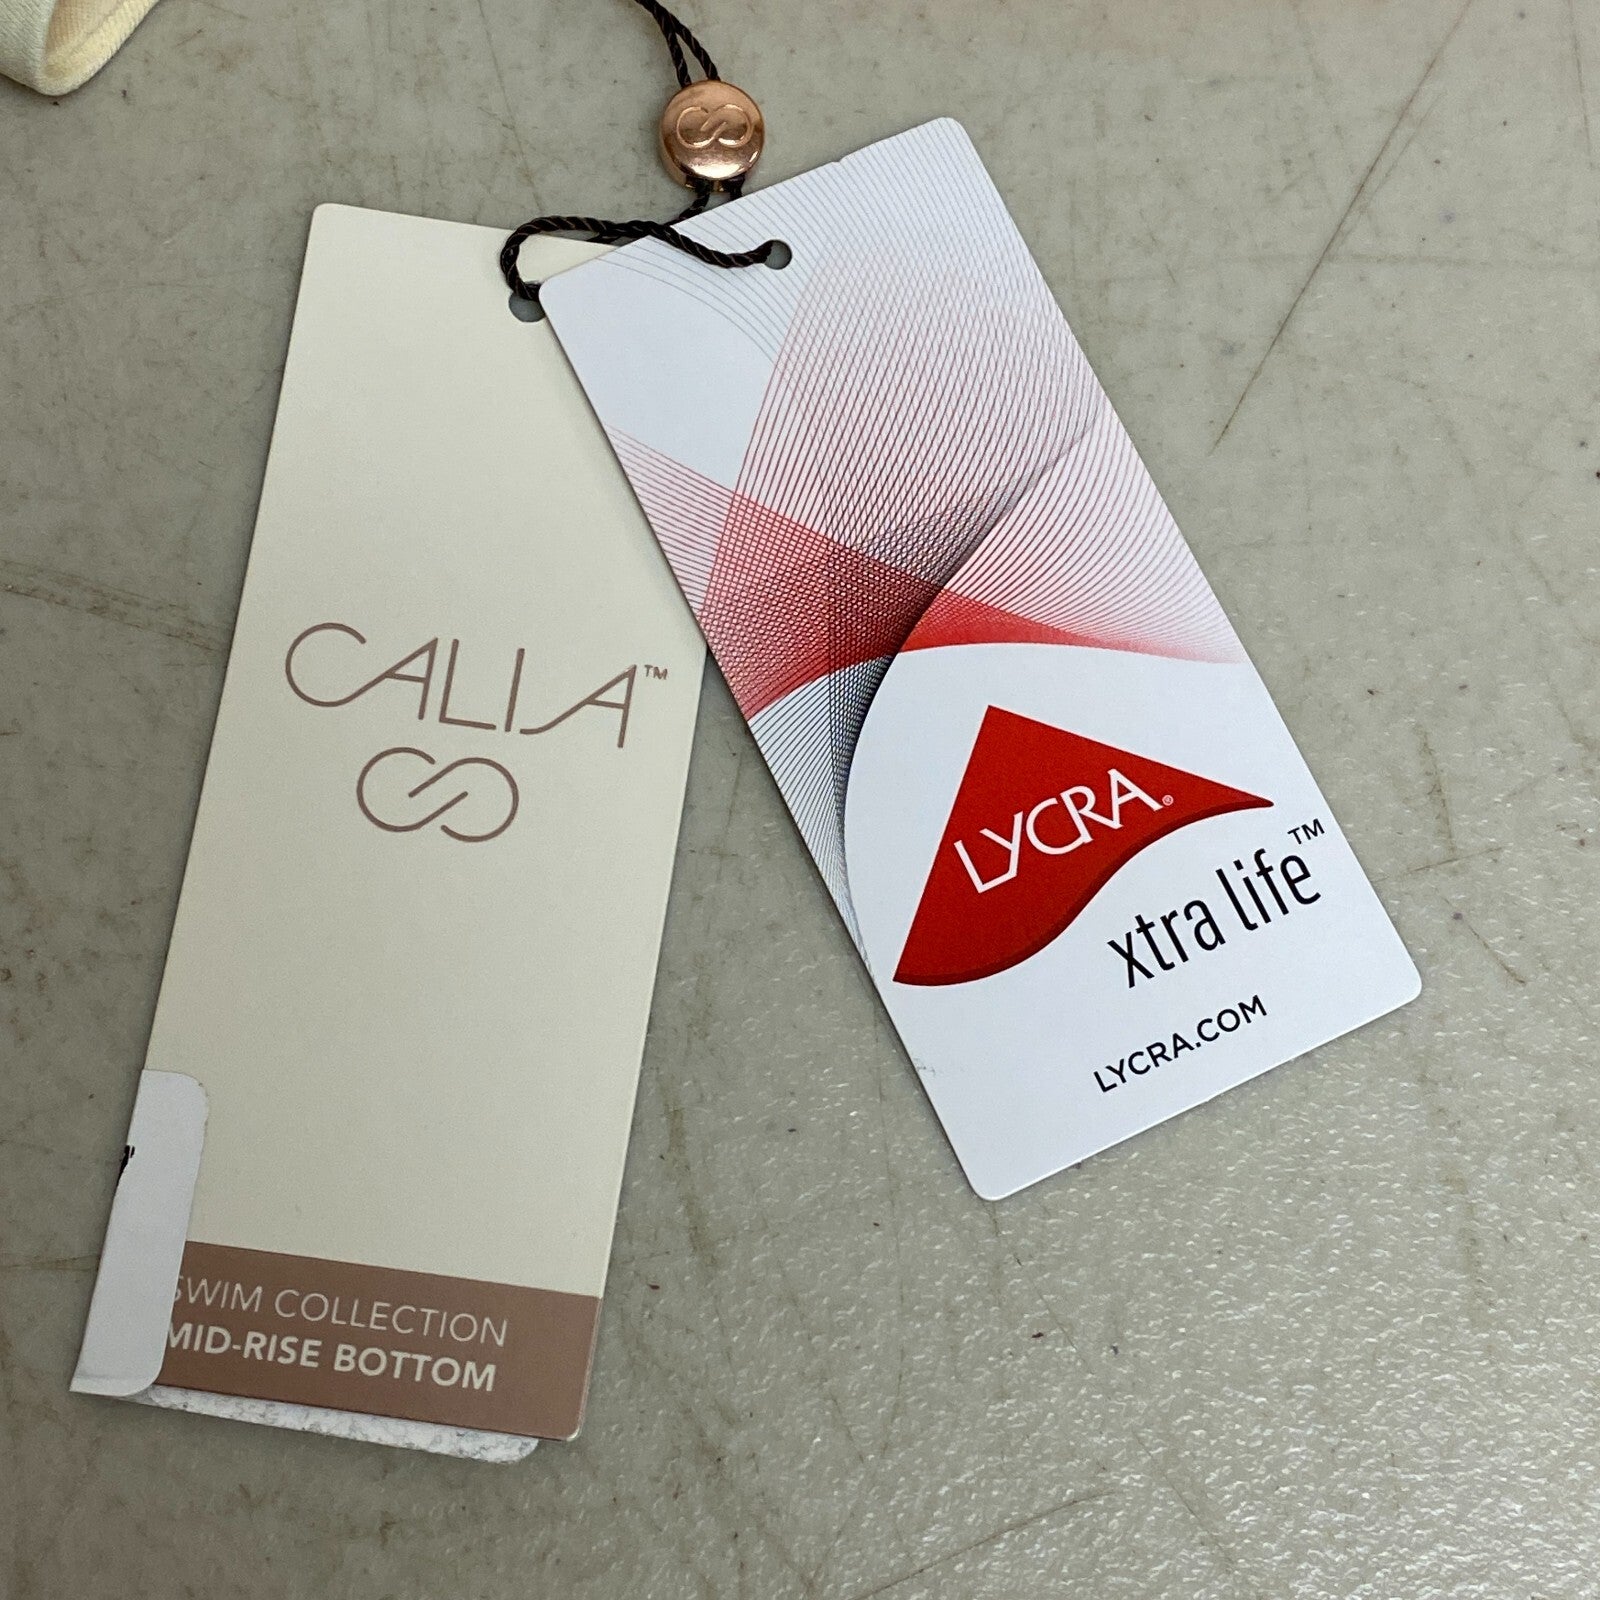 CALIA™
SWIM COLLECTION
MID-RISE BOTTOM
LYCRA®
xtra life™
LYCRA.COM